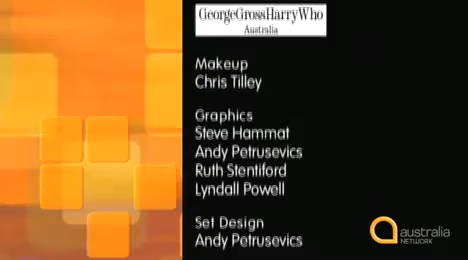 GeorgeGrossHarryWho
Australia
Makeup
Chris Tilley
Graphics
Steve Hammat
Andy Petrusevics
Ruth Stentiford
Lyndall Powell
Set Design
Andy Petrusevics
australia
NETWORK